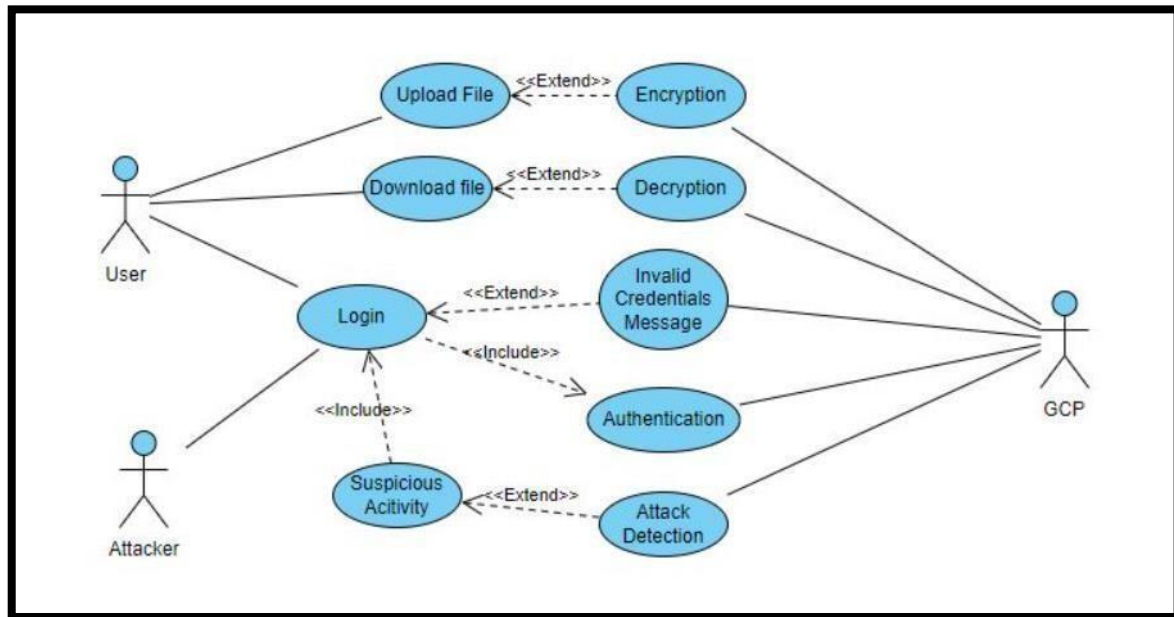 <<Extend>>
Upload File
Encryption
<<Extend>>
Download file
Decryption
User
Invalid
Credentials
Message
<<Extend>>
Login
<<Include>>
<<Include>>
Authentication
GCP
Suspicious
Acitivity
<<Extend>>
Attack
Detection
Attacker